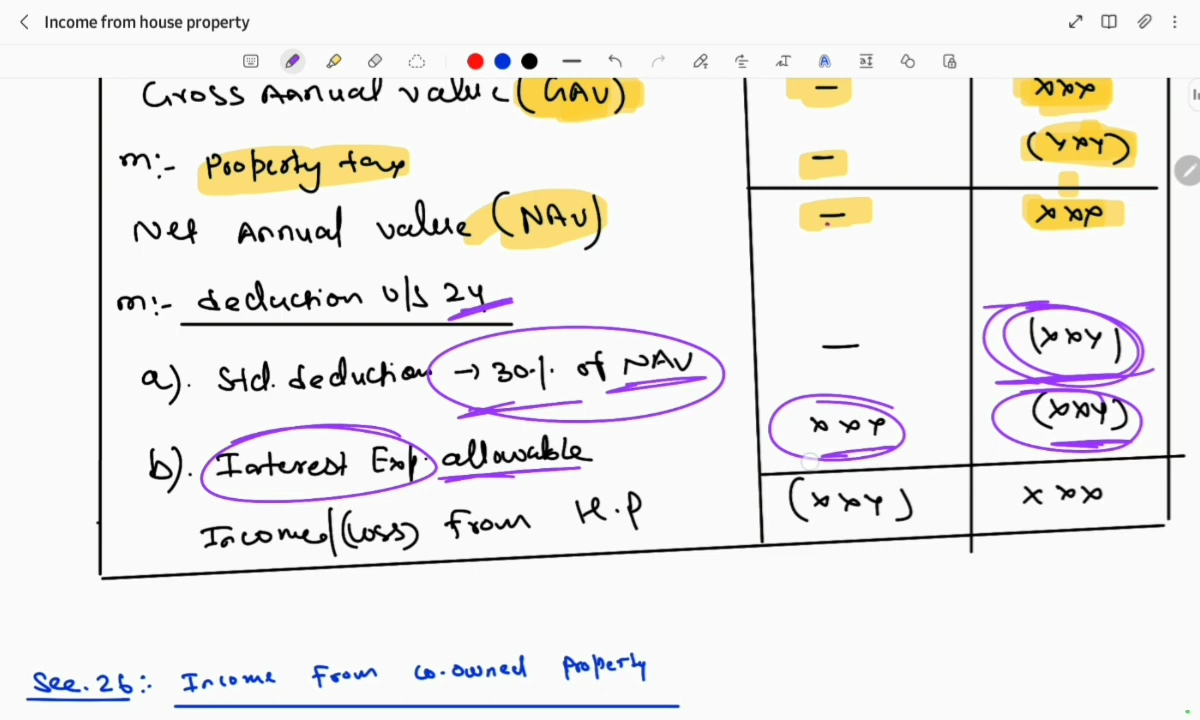 Income from house property
Gross Annual value (GAV) — xxx
m:- Property tax — (xxx)
Net Annual value (NAV) — xxx
m:- deduction u/s 24
a). Std. deduction → 30% of NAV — (xxx)
b). Interest Exp. allowable xxx (xxx)
Income/(loss) from H.P (xxx) xxx
Sec. 26:- Income from co-owned Property